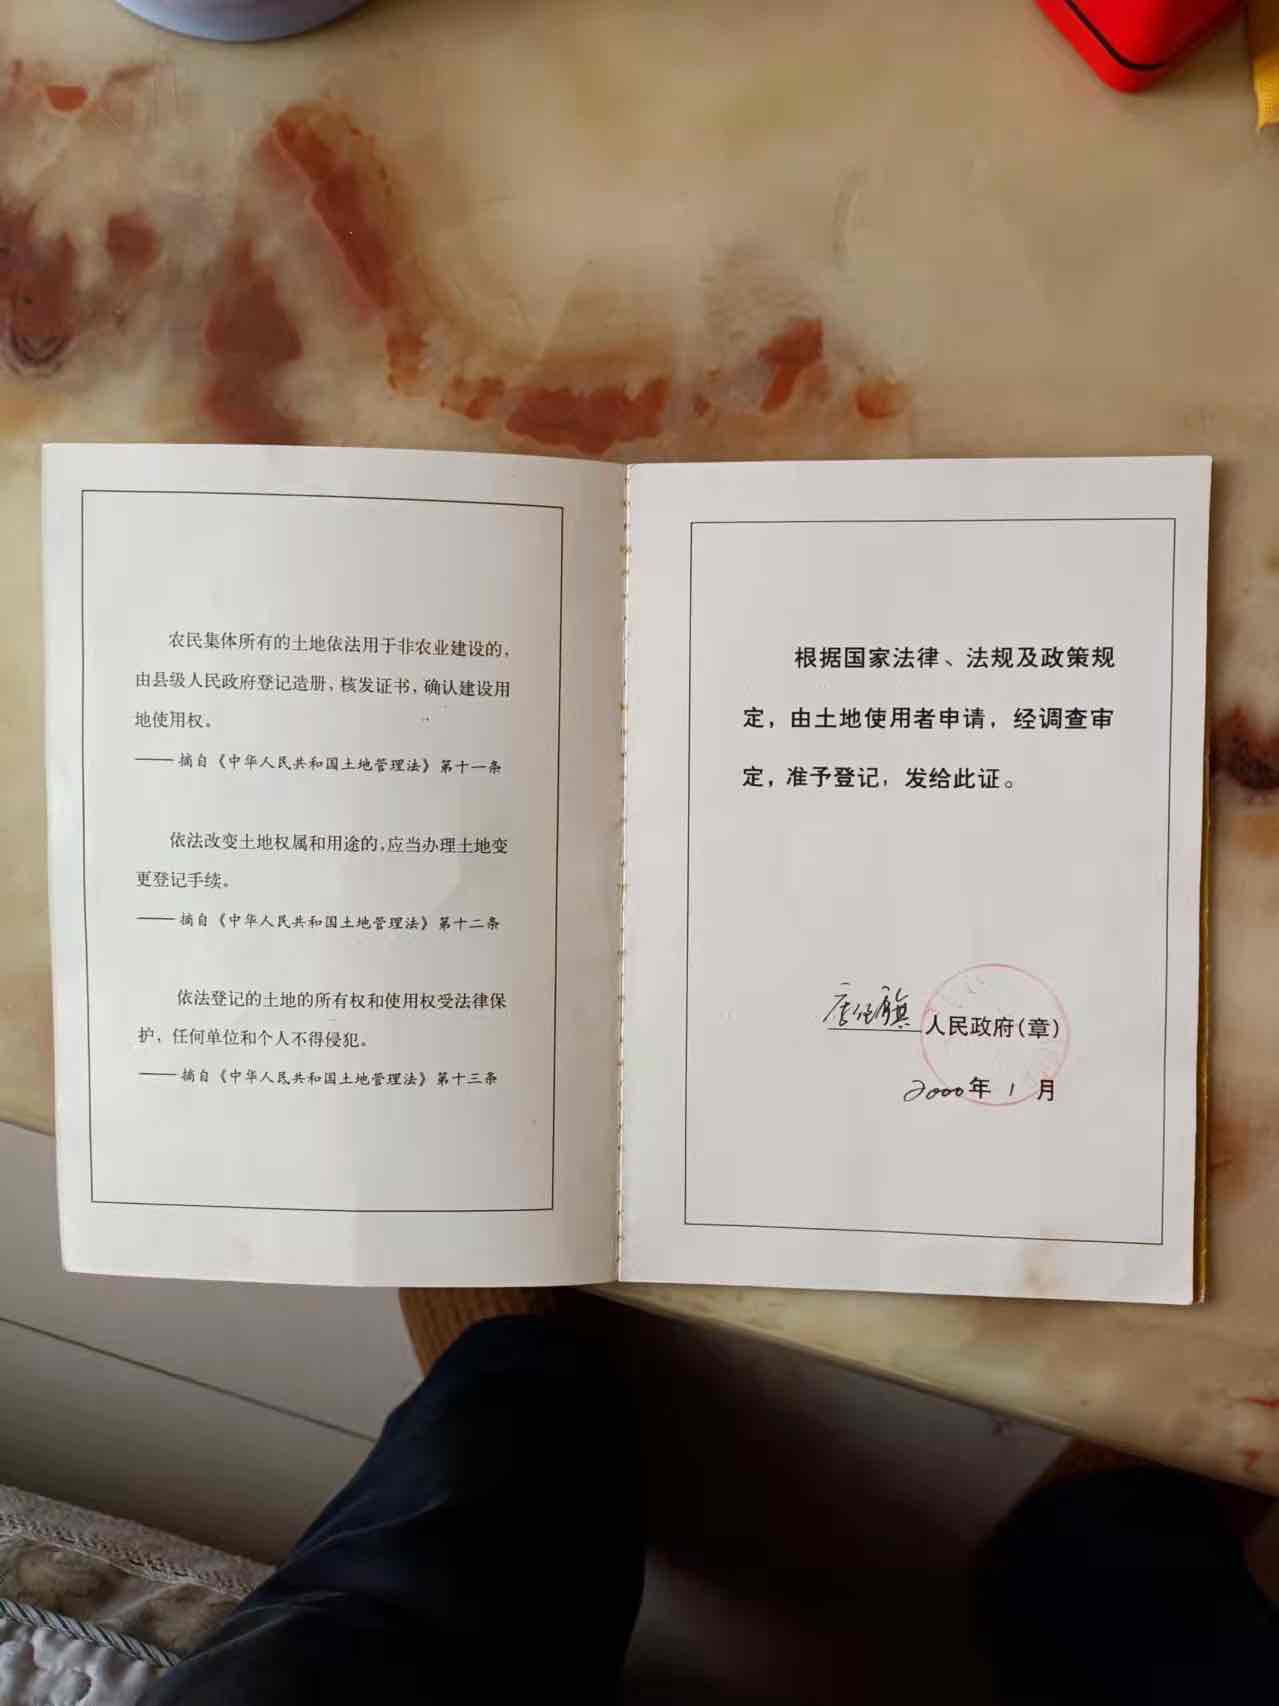 农民集体所有的土地依法用于非农业建设的，
由县级人民政府登记造册，核发证书，确认建设用
地使用权。
——摘自《中华人民共和国土地管理法》第十一条
依法改变土地权属和用途的，应当办理土地变
更登记手续。
——摘自《中华人民共和国土地管理法》第十二条
依法登记的土地的所有权和使用权受法律保
护，任何单位和个人不得侵犯。
——摘自《中华人民共和国土地管理法》第十三条
根据国家法律、法规及政策规
定，由土地使用者申请，经调查审
定，准予登记，发给此证。
人民政府（章）
2000年 1 月